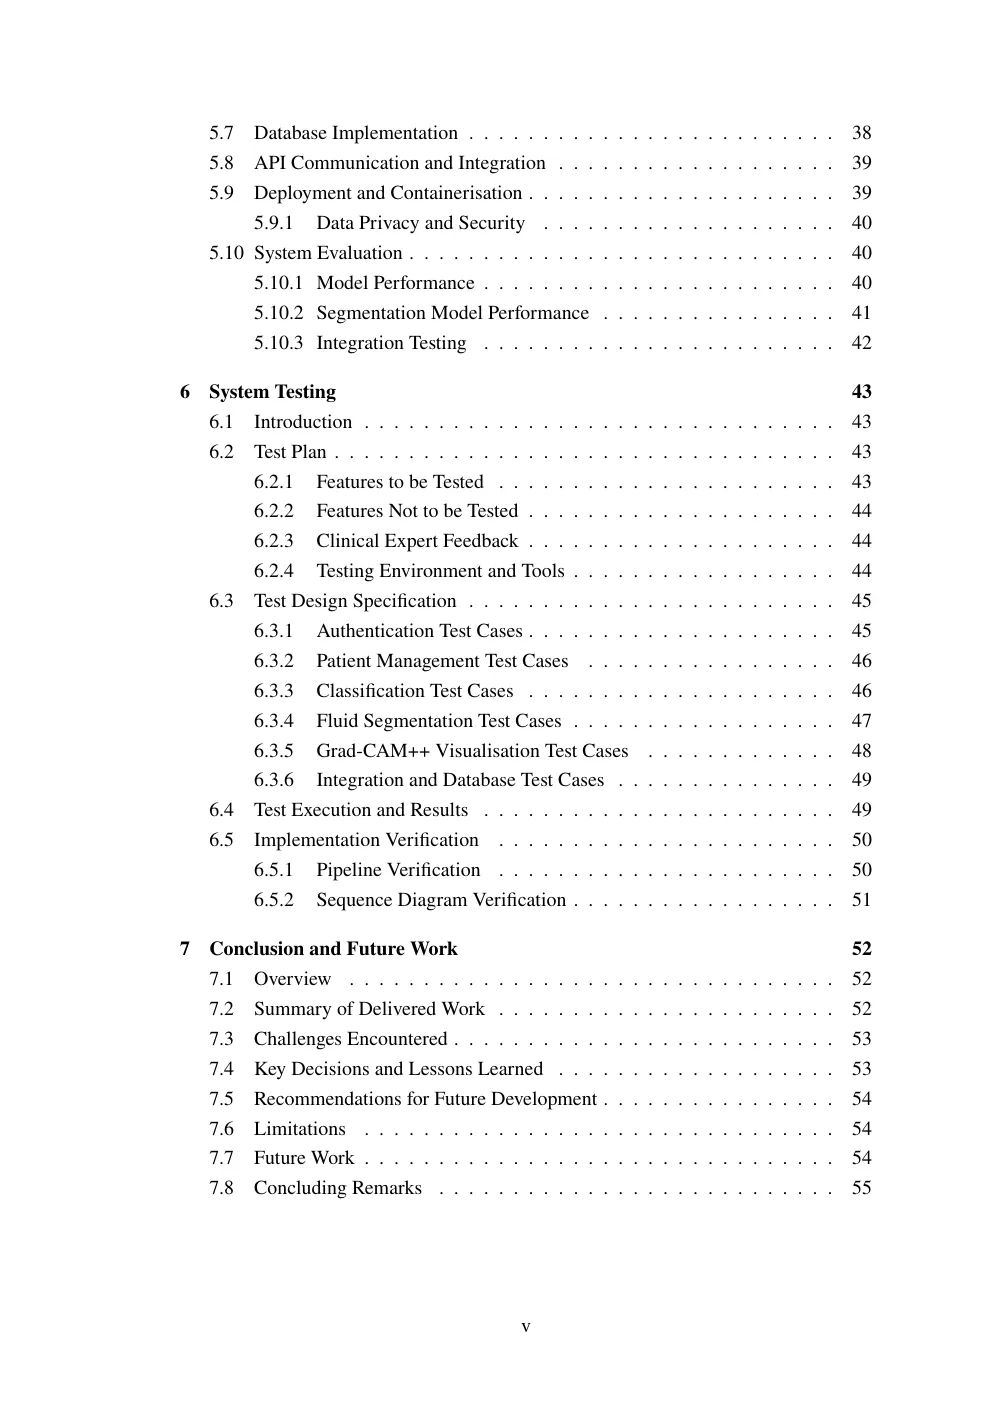 5.7 Database Implementation . . . . . . . . . . . . . . . . . . . . . . . . . 38
5.8 API Communication and Integration . . . . . . . . . . . . . . . . . . . 39
5.9 Deployment and Containerisation . . . . . . . . . . . . . . . . . . . . . 39
5.9.1 Data Privacy and Security . . . . . . . . . . . . . . . . . . . . 40
5.10 System Evaluation . . . . . . . . . . . . . . . . . . . . . . . . . . . . . 40
5.10.1 Model Performance . . . . . . . . . . . . . . . . . . . . . . . . 40
5.10.2 Segmentation Model Performance . . . . . . . . . . . . . . . . 41
5.10.3 Integration Testing . . . . . . . . . . . . . . . . . . . . . . . . 42
6 System Testing 43
6.1 Introduction . . . . . . . . . . . . . . . . . . . . . . . . . . . . . . . . 43
6.2 Test Plan . . . . . . . . . . . . . . . . . . . . . . . . . . . . . . . . . . 43
6.2.1 Features to be Tested . . . . . . . . . . . . . . . . . . . . . . . 43
6.2.2 Features Not to be Tested . . . . . . . . . . . . . . . . . . . . . 44
6.2.3 Clinical Expert Feedback . . . . . . . . . . . . . . . . . . . . . 44
6.2.4 Testing Environment and Tools . . . . . . . . . . . . . . . . . . 44
6.3 Test Design Specification . . . . . . . . . . . . . . . . . . . . . . . . . 45
6.3.1 Authentication Test Cases . . . . . . . . . . . . . . . . . . . . . 45
6.3.2 Patient Management Test Cases . . . . . . . . . . . . . . . . . 46
6.3.3 Classification Test Cases . . . . . . . . . . . . . . . . . . . . . 46
6.3.4 Fluid Segmentation Test Cases . . . . . . . . . . . . . . . . . . 47
6.3.5 Grad-CAM++ Visualisation Test Cases . . . . . . . . . . . . . 48
6.3.6 Integration and Database Test Cases . . . . . . . . . . . . . . . 49
6.4 Test Execution and Results . . . . . . . . . . . . . . . . . . . . . . . . 49
6.5 Implementation Verification . . . . . . . . . . . . . . . . . . . . . . . 50
6.5.1 Pipeline Verification . . . . . . . . . . . . . . . . . . . . . . . 50
6.5.2 Sequence Diagram Verification . . . . . . . . . . . . . . . . . . 51
7 Conclusion and Future Work 52
7.1 Overview . . . . . . . . . . . . . . . . . . . . . . . . . . . . . . . . . 52
7.2 Summary of Delivered Work . . . . . . . . . . . . . . . . . . . . . . . 52
7.3 Challenges Encountered . . . . . . . . . . . . . . . . . . . . . . . . . . 53
7.4 Key Decisions and Lessons Learned . . . . . . . . . . . . . . . . . . . 53
7.5 Recommendations for Future Development . . . . . . . . . . . . . . . . 54
7.6 Limitations . . . . . . . . . . . . . . . . . . . . . . . . . . . . . . . . 54
7.7 Future Work . . . . . . . . . . . . . . . . . . . . . . . . . . . . . . . . 54
7.8 Concluding Remarks . . . . . . . . . . . . . . . . . . . . . . . . . . . 55
v